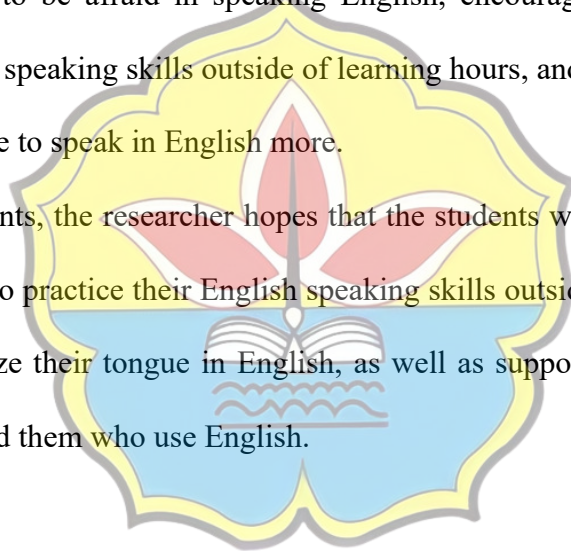 to be afraid in speaking English, encourag
speaking skills outside of learning hours, and
e to speak in English more.
nts, the researcher hopes that the students w
o practice their English speaking skills outsid
ze their tongue in English, as well as suppo
d them who use English.